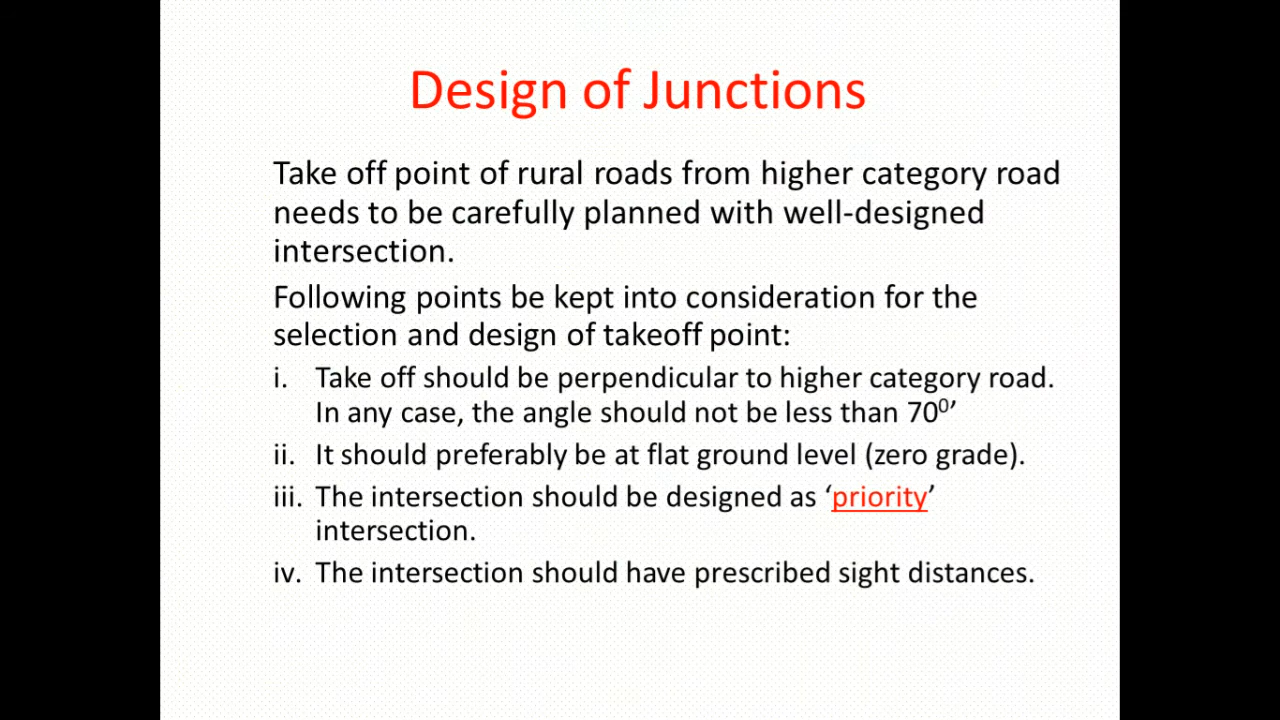 Design of Junctions
Take off point of rural roads from higher category road
needs to be carefully planned with well-designed
intersection.
Following points be kept into consideration for the
selection and design of takeoff point:
i. Take off should be perpendicular to higher category road.
In any case, the angle should not be less than 70⁰’
ii. It should preferably be at flat ground level (zero grade).
iii. The intersection should be designed as ‘priority’
intersection.
iv. The intersection should have prescribed sight distances.